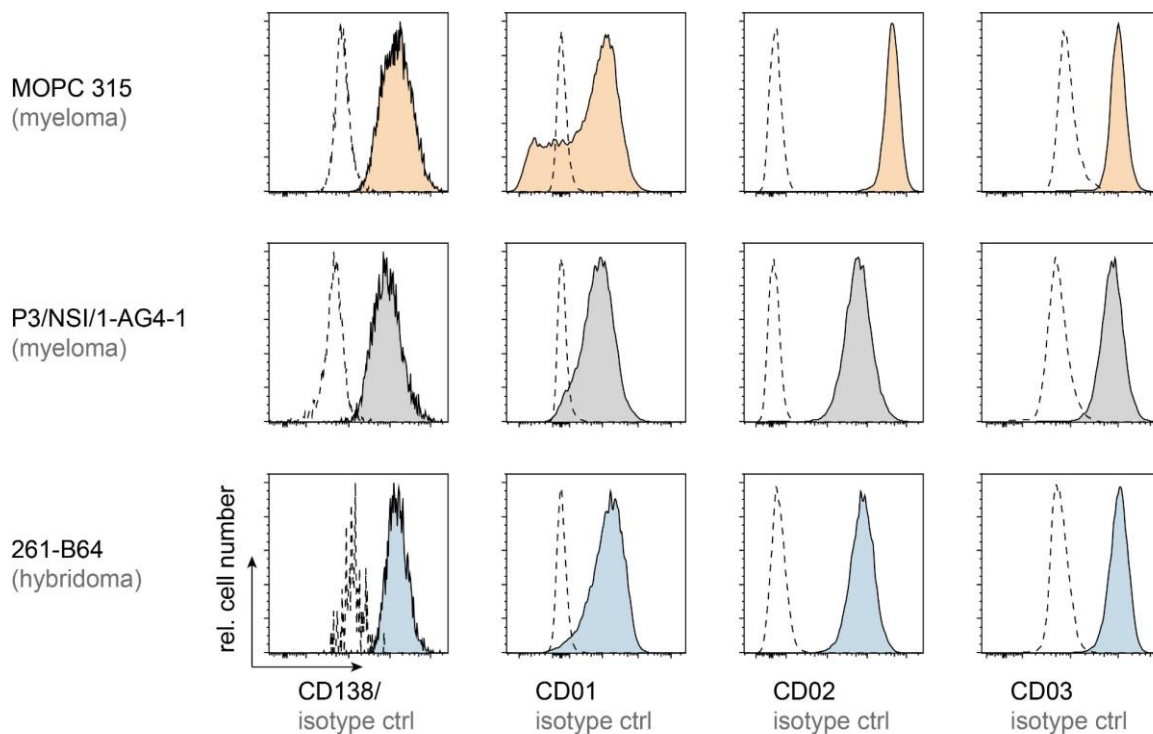 MOPC 315
(myeloma)
P3/NSI/1-AG4-1
(myeloma)
261-B64
(hybridoma)
rel. cell number
CD138/
isotype ctrl
CD01
isotype ctrl
CD02
isotype ctrl
CD03
isotype ctrl